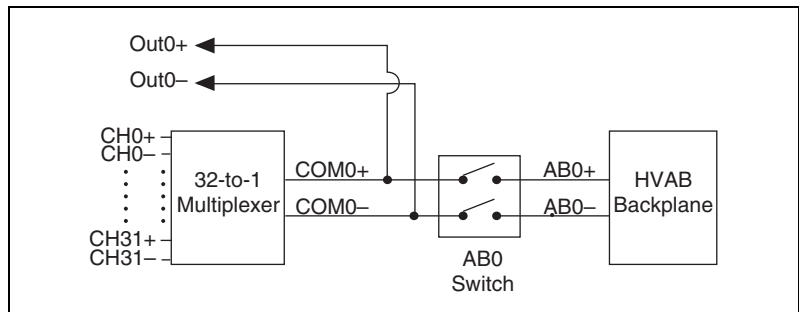 Out0+
Out0–
CH0+
CH0–
CH31+
CH31–
32-to-1
Multiplexer
COM0+
COM0–
AB0+
AB0–
HVAB
Backplane
AB0
Switch